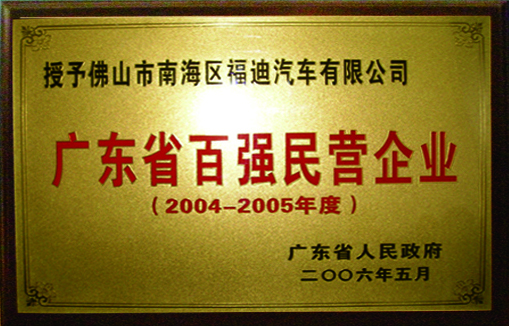 授予佛山市南海区福迪汽车有限公司
广东省百强民营企业
（2004-2005年度）
广东省人民政府
二〇〇六年五月